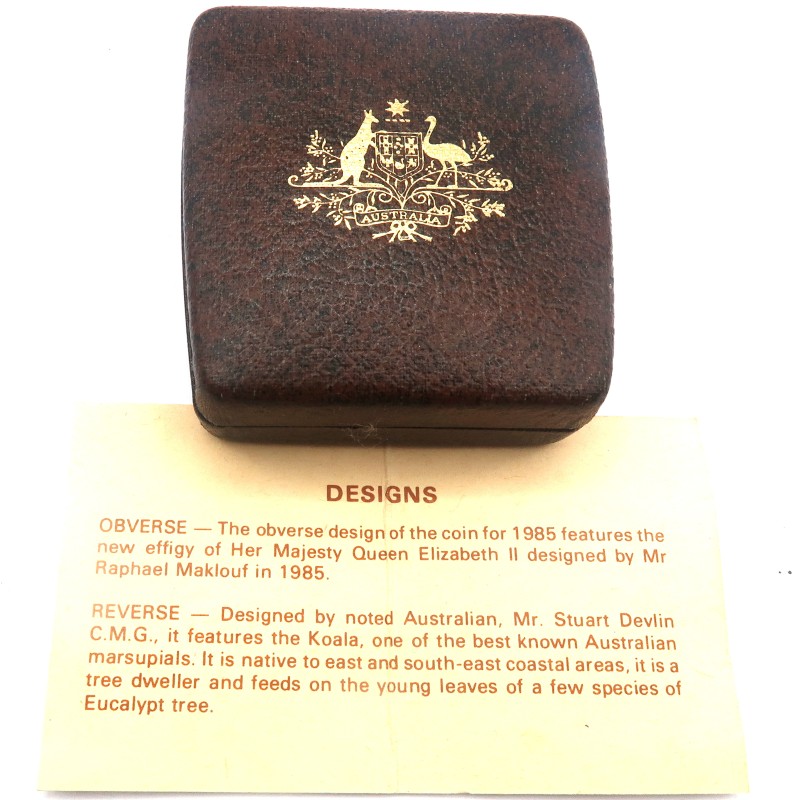 AUSTRALIA
DESIGNS
OBVERSE — The obverse design of the coin for 1985 features the
new effigy of Her Majesty Queen Elizabeth II designed by Mr
Raphael Maklouf in 1985.
REVERSE — Designed by noted Australian, Mr. Stuart Devlin
C.M.G., it features the Koala, one of the best known Australian
marsupials. It is native to east and south-east coastal areas, it is a
tree dweller and feeds on the young leaves of a few species of
Eucalypt tree.